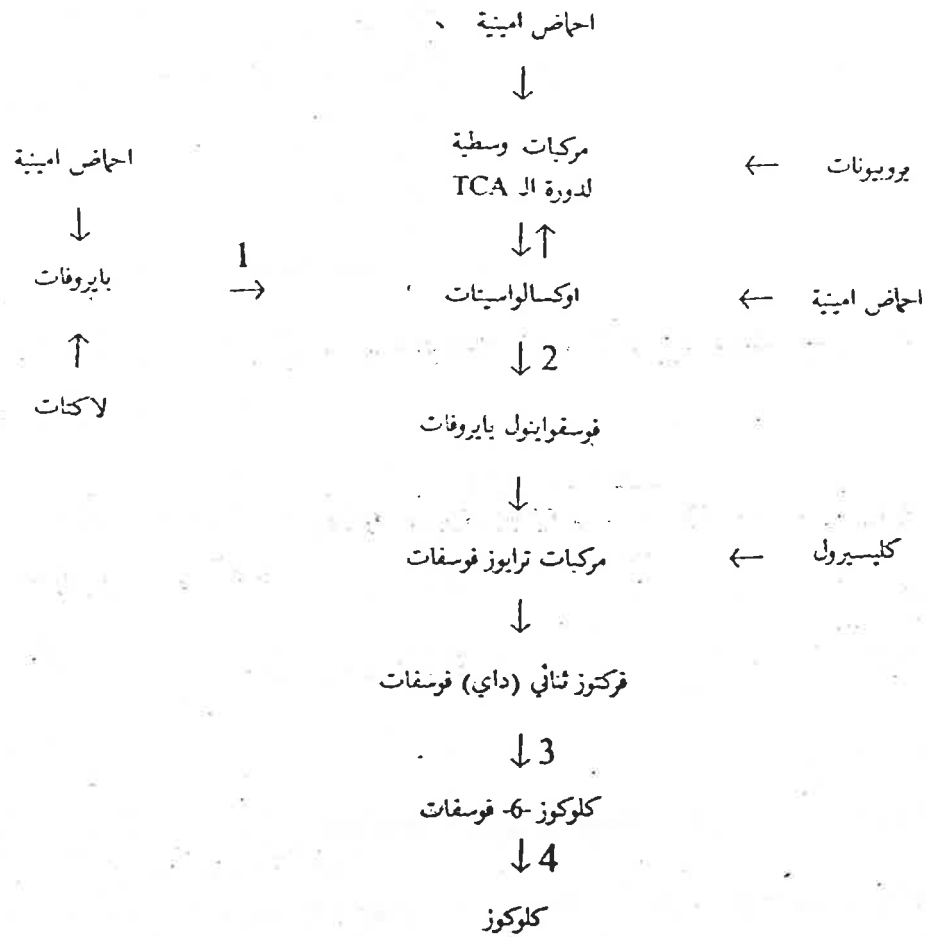 احماض امينية
↓
مركبات وسطية
لدورة الـ TCA
← بروبيونات
احماض امينية
↓
بايروفات
↑
لاكتات
1
→
↓↑
اوكسالواسيتات
← احماض امينية
↓ 2
فوسفواينول بايروفات
↓
مركبات ترايوز فوسفات
← كليسيرول
↓
فركتوز ثنائي (داي) فوسفات
↓ 3
كلوكوز -6- فوسفات
↓ 4
كلوكوز